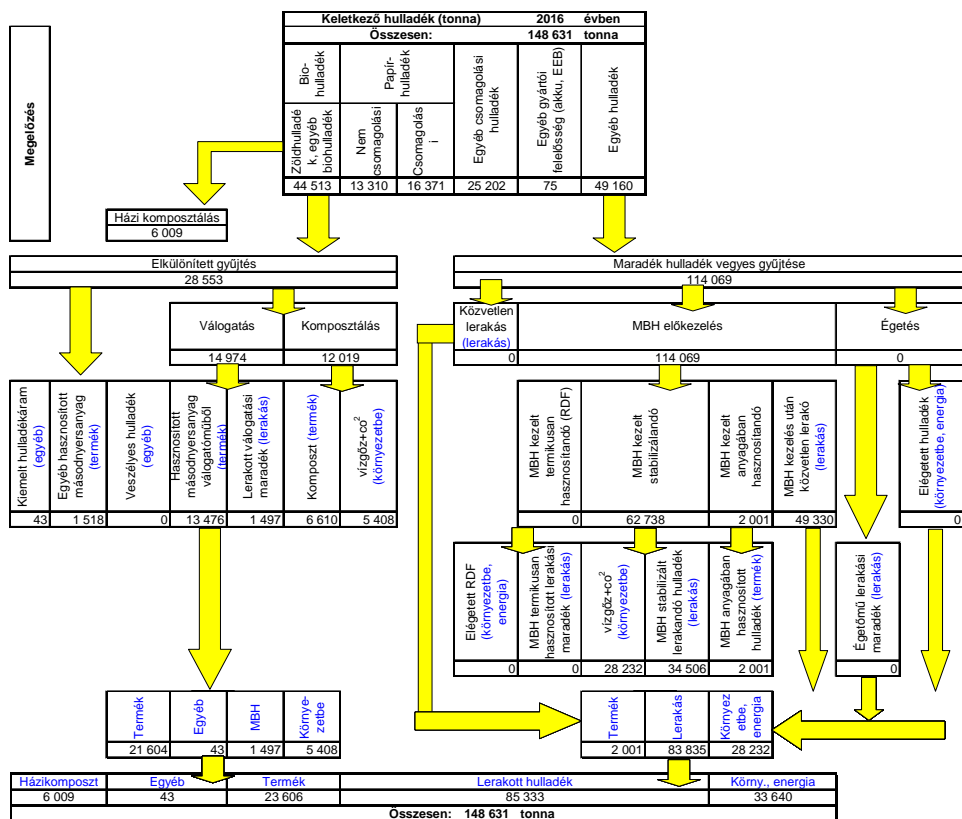 Keletkező hulladék (tonna) 2016 évben
Összesen: 148 631 tonna
Megelőzés
Bio-
hulladék
Papír-
hulladék
Zöldhulladé
k, egyéb
biohulladék
Nem
csomagolási
Csomagolás
i
Egyéb csomagolási
hulladék
Egyéb gyártói
felelősség (akku, EEB)
Egyéb hulladék
44 513 13 310 16 371 25 202 75 49 160
Házi komposztálás
6 009
Elkülönített gyűjtés
28 553
Maradék hulladék vegyes gyűjtése
114 069
Válogatás
14 974
Komposztálás
12 019
Közvetlen
lerakás
(lerakás)
0
MBH előkezelés
114 069
Égetés
0
Kiemelt hulladékáram
(egyéb)
43
Egyéb hasznosított
másodnyersanyag
(termék)
1 518
Veszélyes hulladék
(egyéb)
0
Hasznosított
másodnyersanyag
válogatóműből
(termék)
13 476
Lerakott válogatási
maradék (lerakás)
1 497
Komposzt (termék)
6 610
vízgőz+co²
(környezetbe)
5 408
MBH kezelt
termikusan
hasznosítandó (RDF)
0
MBH kezelt
stabilizálandó
62 738
MBH kezelt
anyagában
hasznosítandó
2 001
MBH kezelés után
közvetlen lerakó
(lerakás)
49 330
Elégetett hulladék
(környezetbe, energia)
0
Elégetett RDF
(környezetbe,
energia)
0
MBH termikusan
hasznosított lerakási
maradék (lerakás)
0
vízgőz+co²
(környezetbe)
28 232
MBH stabilizált
lerakandó hulladék
(lerakás)
34 506
MBH anyagában
hasznosított
hulladék (termék)
2 001
Égetőmű lerakási
maradék (lerakás)
0
Termék
Egyéb
MBH
Környe-
zetbe
21 604 43 1 497 5 408
Termék
Lerakás
Környez
etbe,
energia
2 001 83 835 28 232
Házikomposzt Egyéb Termék Lerakott hulladék Körny., energia
6 009 43 23 606 85 333 33 640
Összesen: 148 631 tonna